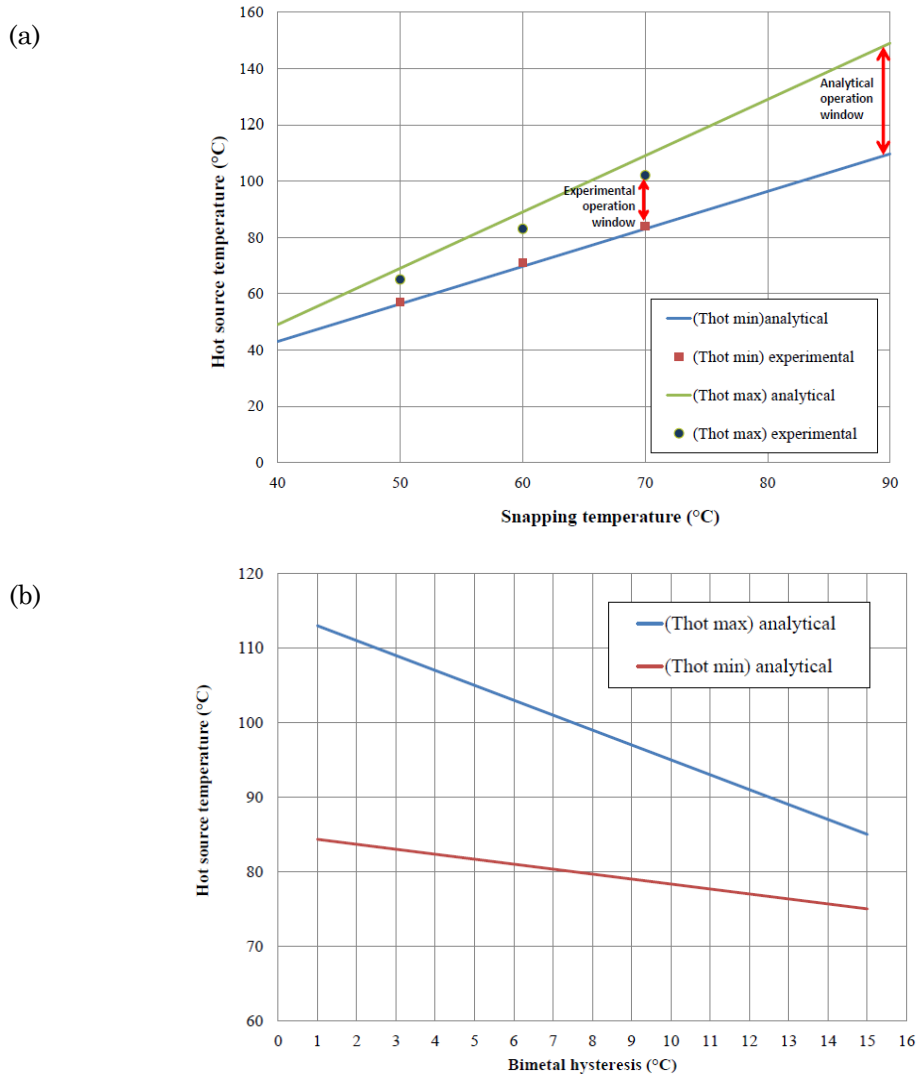 (a)
160
140
120
100
80
60
40
20
0
Hot source temperature (°C)
Analytical
operation
window
Experimental
operation
window
(Thot min)analytical
(Thot min) experimental
(Thot max) analytical
(Thot max) experimental
40 50 60 70 80 90
Snapping temperature (°C)
(b)
120
110
100
90
80
70
60
Hot source temperature (°C)
(Thot max) analytical
(Thot min) analytical
0 1 2 3 4 5 6 7 8 9 10 11 12 13 14 15 16
Bimetal hysteresis (°C)